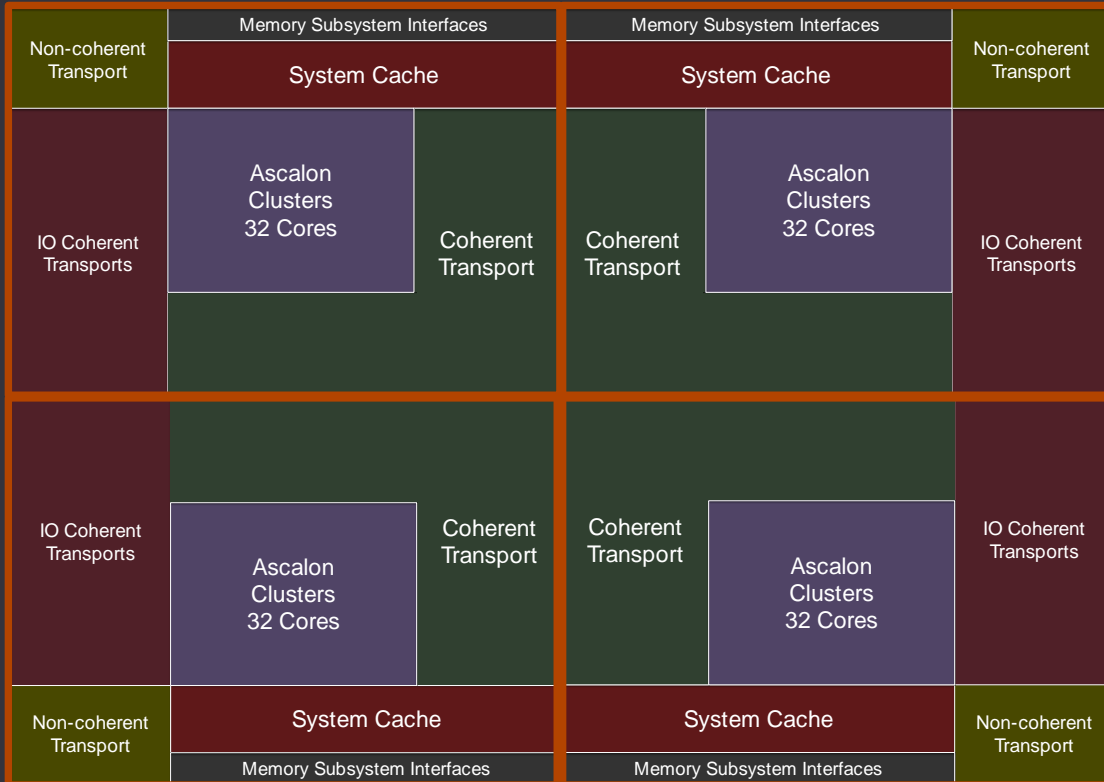 Non-coherent
Transport
Memory Subsystem Interfaces
System Cache
Memory Subsystem Interfaces
System Cache
Non-coherent
Transport
IO Coherent
Transports
Ascalon
Clusters
32 Cores
Coherent
Transport
Coherent
Transport
Ascalon
Clusters
32 Cores
IO Coherent
Transports
IO Coherent
Transports
Ascalon
Clusters
32 Cores
Coherent
Transport
Coherent
Transport
Ascalon
Clusters
32 Cores
IO Coherent
Transports
Non-coherent
Transport
System Cache
Memory Subsystem Interfaces
System Cache
Memory Subsystem Interfaces
Non-coherent
Transport